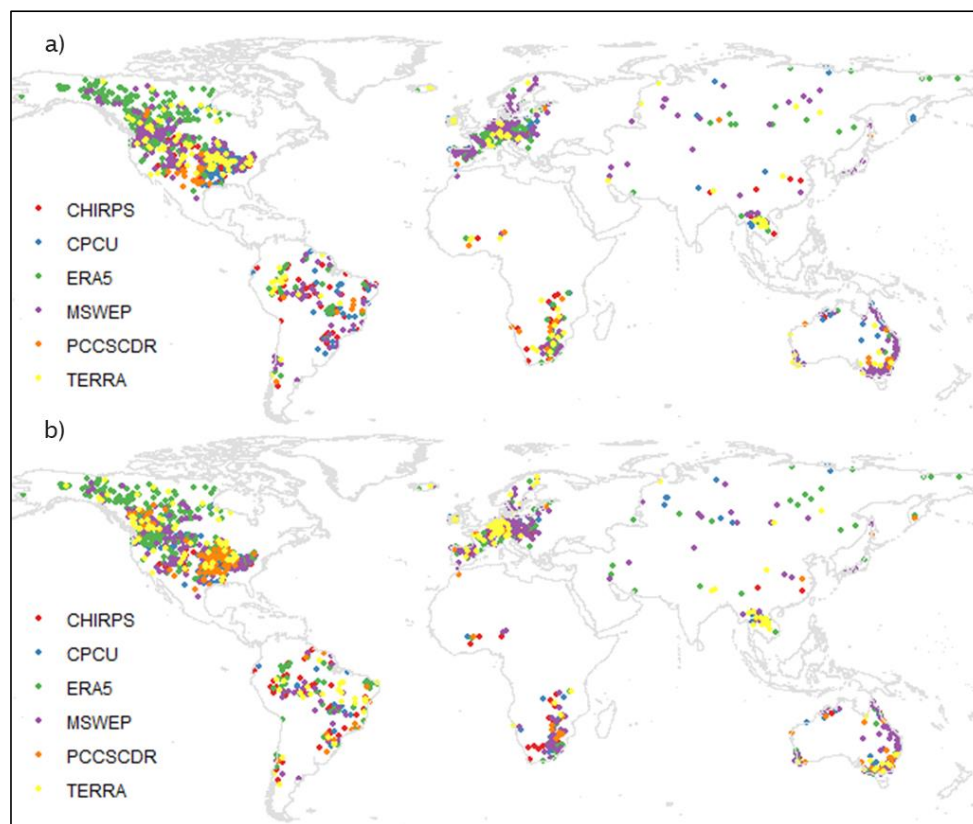 a)
CHIRPS
CPCU
ERA5
MSWEP
PCCSCDR
TERRA
b)
CHIRPS
CPCU
ERA5
MSWEP
PCCSCDR
TERRA